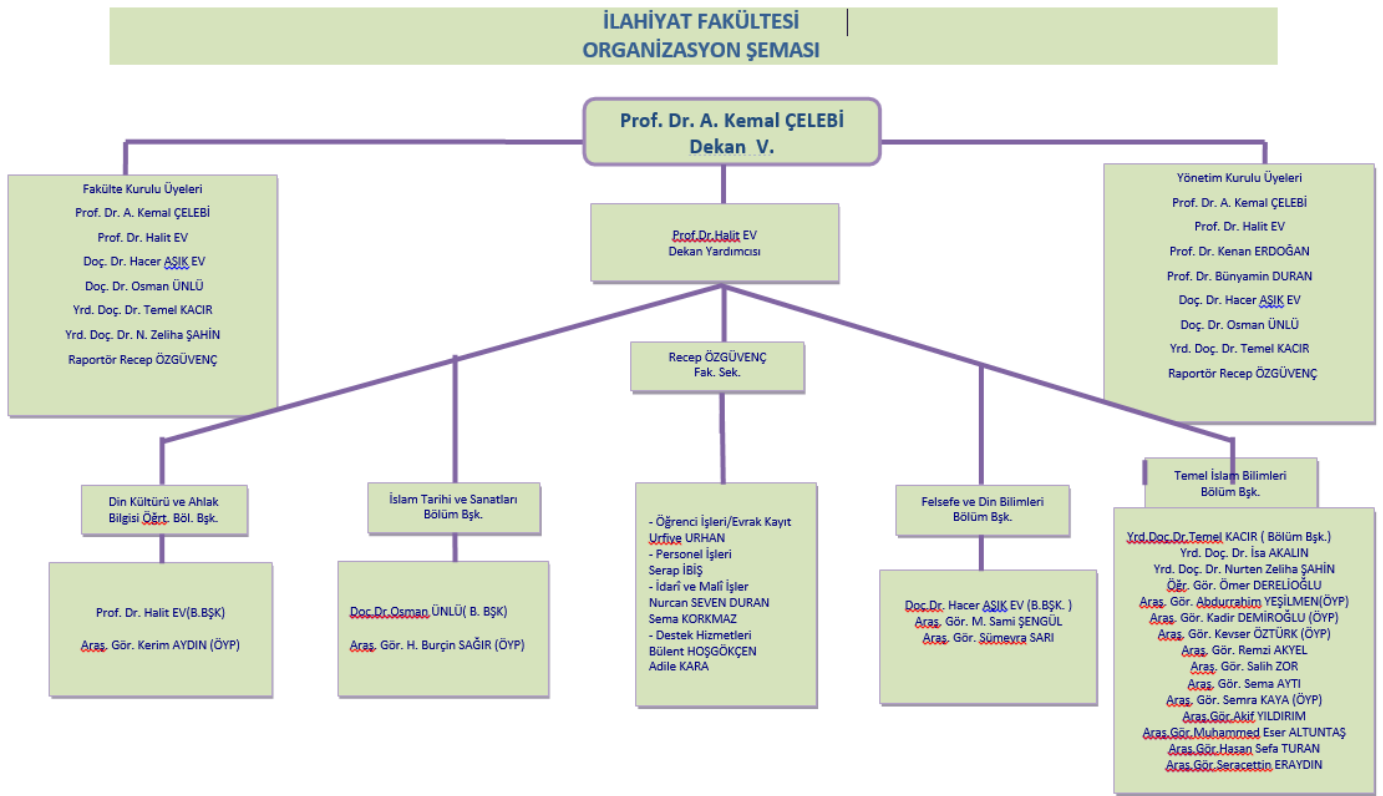 İLAHİYAT FAKÜLTESİ
ORGANİZASYON ŞEMASI
Prof. Dr. A. Kemal ÇELEBİ
Dekan V.
Fakülte Kurulu Üyeleri
Prof. Dr. A. Kemal ÇELEBİ
Prof. Dr. Halit EV
Doç. Dr. Hacer AŞIK EV
Doç. Dr. Osman ÜNLÜ
Yrd. Doç. Dr. Temel KACIR
Yrd. Doç. Dr. N. Zeliha ŞAHİN
Raportör Recep ÖZGÜVENÇ
Prof.Dr.Halit EV
Dekan Yardımcısı
Yönetim Kurulu Üyeleri
Prof. Dr. A. Kemal ÇELEBİ
Prof. Dr. Halit EV
Prof. Dr. Kenan ERDOĞAN
Prof. Dr. Bünyamin DURAN
Doç. Dr. Hacer AŞIK EV
Doç. Dr. Osman ÜNLÜ
Yrd. Doç. Dr. Temel KACIR
Raportör Recep ÖZGÜVENÇ
Recep ÖZGÜVENÇ
Fak. Sek.
Din Kültürü ve Ahlak
Bilgisi Öğrt. Böl. Bşk.
Prof. Dr. Halit EV(B.BŞK)
Araş. Gör. Kerim AYDIN (ÖYP)
İslam Tarihi ve Sanatları
Bölüm Bşk.
Doç.Dr.Osman ÜNLÜ( B. BŞK)
Araş. Gör. H. Burçin SAĞIR (ÖYP)
- Öğrenci İşleri/Evrak Kayıt
Urfiye URHAN
- Personel İşleri
Serap İBİŞ
- İdarî ve Malî İşler
Nurcan SEVEN DURAN
Sema KORKMAZ
- Destek Hizmetleri
Bülent HOŞGÖKÇEN
Adile KARA
Felsefe ve Din Bilimleri
Bölüm Bşk.
Doç.Dr. Hacer AŞIK EV (B.BŞK. )
Araş. Gör. M. Sami ŞENGÜL
Araş. Gör. Sümeyra SARI
Temel İslam Bilimleri
Bölüm Bşk.
Yrd.Doç.Dr.Temel KACIR ( Bölüm Bşk.)
Yrd. Doç. Dr. İsa AKALIN
Yrd. Doç. Dr. Nurten Zeliha ŞAHİN
Öğr. Gör. Ömer DERELİOĞLU
Araş. Gör. Abdurrahim YEŞİLMEN(ÖYP)
Araş. Gör. Kadir DEMİROĞLU (ÖYP)
Araş. Gör. Kevser ÖZTÜRK (ÖYP)
Araş. Gör. Remzi AKYEL
Araş. Gör. Salih ZOR
Araş. Gör. Sema AYTI
Araş. Gör. Semra KAYA (ÖYP)
Araş.Gör.Akif YILDIRIM
Araş.Gör.Muhammed Eser ALTUNTAŞ
Araş.Gör.Hasan Sefa TURAN
Araş.Gör.Seracettin ERAYDIN